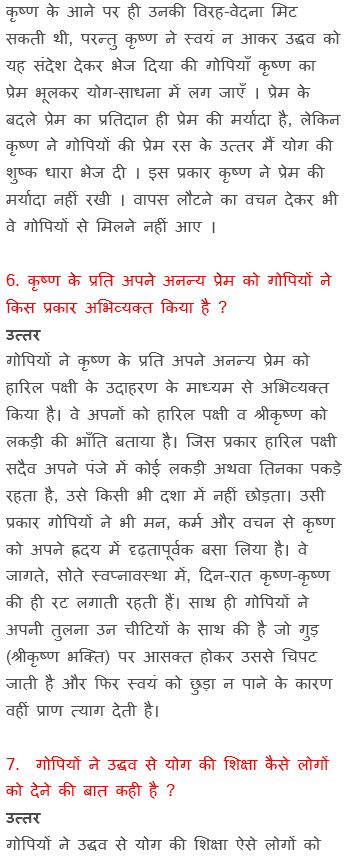 कृष्ण के आने पर ही उनकी विरह-वेदना मिट
सकती थी, परन्तु कृष्ण ने स्वयं न आकर उद्धव को
यह संदेश देकर भेज दिया की गोपियाँ कृष्ण का
प्रेम भूलकर योग-साधना में लग जाएँ । प्रेम के
बदले प्रेम का प्रतिदान ही प्रेम की मर्यादा है, लेकिन
कृष्ण ने गोपियों की प्रेम रस के उत्तर मैं योग की
शुष्क धारा भेज दी । इस प्रकार कृष्ण ने प्रेम की
मर्यादा नहीं रखी । वापस लौटने का वचन देकर भी
वे गोपियों से मिलने नहीं आए ।
6. कृष्ण के प्रति अपने अनन्य प्रेम को गोपियों ने
किस प्रकार अभिव्यक्त किया है ?
उत्तर
गोपियों ने कृष्ण के प्रति अपने अनन्य प्रेम को
हारिल पक्षी के उदाहरण के माध्यम से अभिव्यक्त
किया है। वे अपनों को हारिल पक्षी व श्रीकृष्ण को
लकड़ी की भाँति बताया है। जिस प्रकार हारिल पक्षी
सदैव अपने पंजे में कोई लकड़ी अथवा तिनका पकड़े
रहता है, उसे किसी भी दशा में नहीं छोड़ता। उसी
प्रकार गोपियों ने भी मन, कर्म और वचन से कृष्ण
को अपने ह्रदय में दृढ़तापूर्वक बसा लिया है। वे
जागते, सोते स्वप्नावस्था में, दिन-रात कृष्ण-कृष्ण
की ही रट लगाती रहती हैं। साथ ही गोपियों ने
अपनी तुलना उन चीटियों के साथ की है जो गुड़
(श्रीकृष्ण भक्ति) पर आसक्त होकर उससे चिपट
जाती है और फिर स्वयं को छुड़ा न पाने के कारण
वहीं प्राण त्याग देती है।
7. गोपियों ने उद्धव से योग की शिक्षा कैसे लोगों
को देने की बात कही है ?
उत्तर
गोपियों ने उद्धव से योग की शिक्षा ऐसे लोगों को